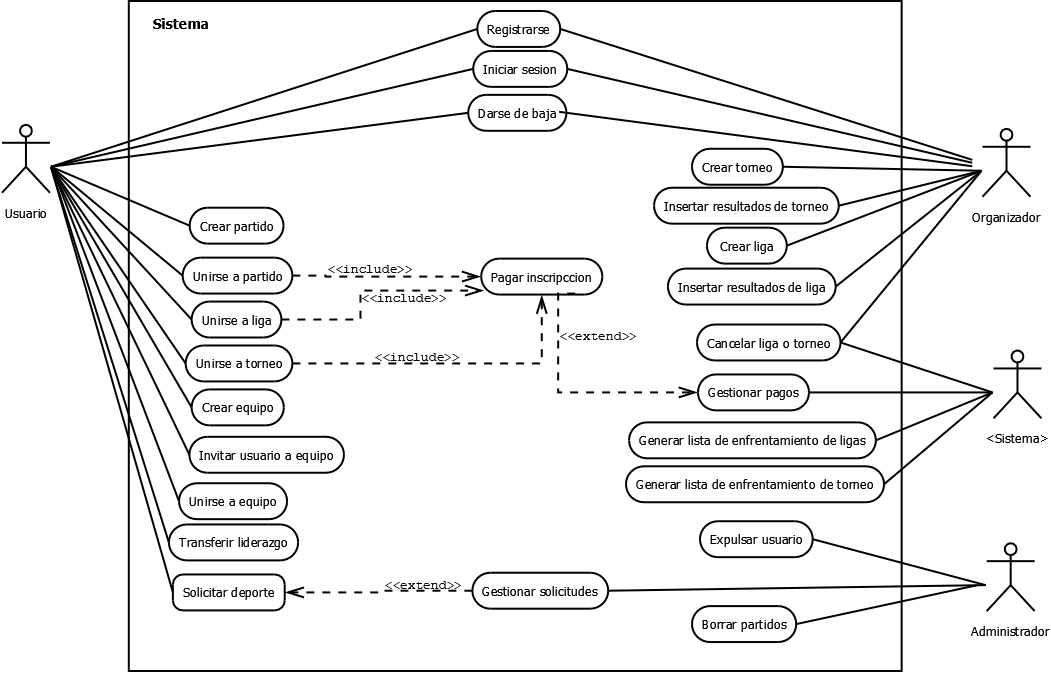 Sistema
Registrarse
Iniciar sesion
Darse de baja
Usuario
Organizador
Crear torneo
Insertar resultados de torneo
Crear liga
Insertar resultados de liga
Cancelar liga o torneo
Crear partido
Unirse a partido
<<include>>
Pagar inscripccion
Unirse a liga
<<include>>
Unirse a torneo
<<include>>
<<extend>>
Gestionar pagos
<Sistema>
Crear equipo
Generar lista de enfrentamiento de ligas
Invitar usuario a equipo
Generar lista de enfrentamiento de torneo
Unirse a equipo
Transferir liderazgo
Expulsar usuario
Solicitar deporte
<<extend>>
Gestionar solicitudes
Borrar partidos
Administrador